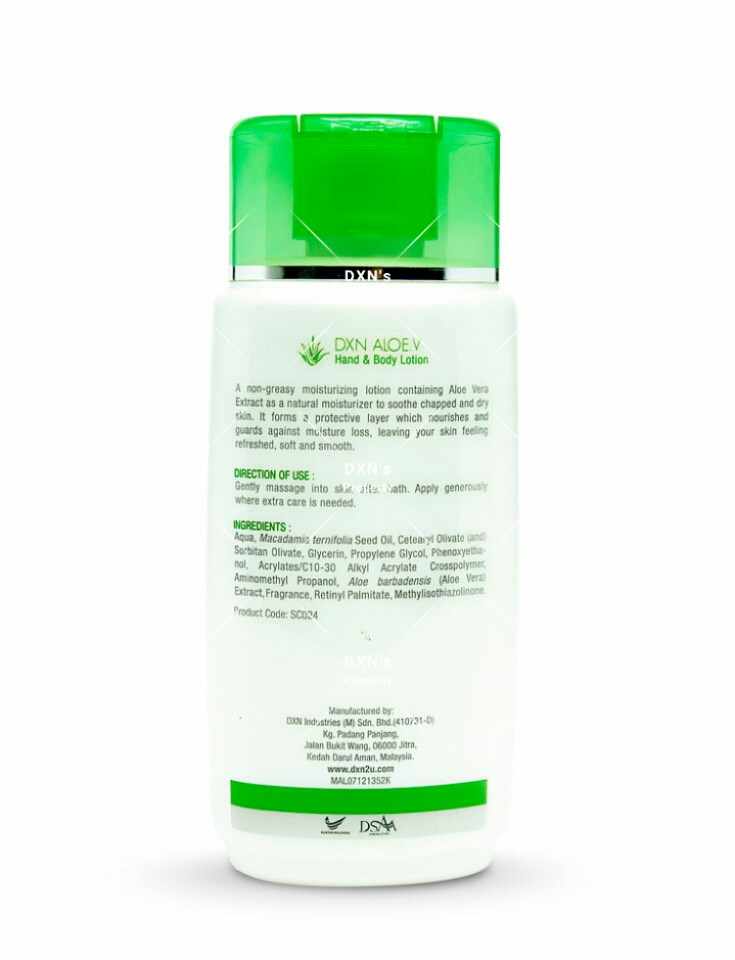 DXN's
DXN ALOE.V
Hand & Body Lotion
A non-greasy moisturizing lotion containing Aloe Vera
Extract as a natural moisturizer to soothe chapped and dry
skin. It forms a protective layer which nourishes and
guards against moisture loss, leaving your skin feeling
refreshed, soft and smooth.
DXN's
DIRECTION OF USE :
Gently massage into skin after bath. Apply generously
where extra care is needed.
INGREDIENTS :
Aqua, Macadamia ternifolia Seed Oil, Cetearyl Olivate (and)
Sorbitan Olivate, Glycerin, Propylene Glycol, Phenoxyetha-
nol, Acrylates/C10-30 Alkyl Acrylate Crosspolymer,
Aminomethyl Propanol, Aloe barbadensis (Aloe Vera)
Extract, Fragrance, Retinyl Palmitate, Methylisothiazolinone.
Product Code: SC024
DXN's
Property
Manufactured by:
DXN Industries (M) Sdn. Bhd.(410731-D)
Kg. Padang Panjang,
Jalan Bukit Wang, 06000 Jitra,
Kedah Darul Aman, Malaysia.
www.dxn2u.com
MAL07121352K
DSAM